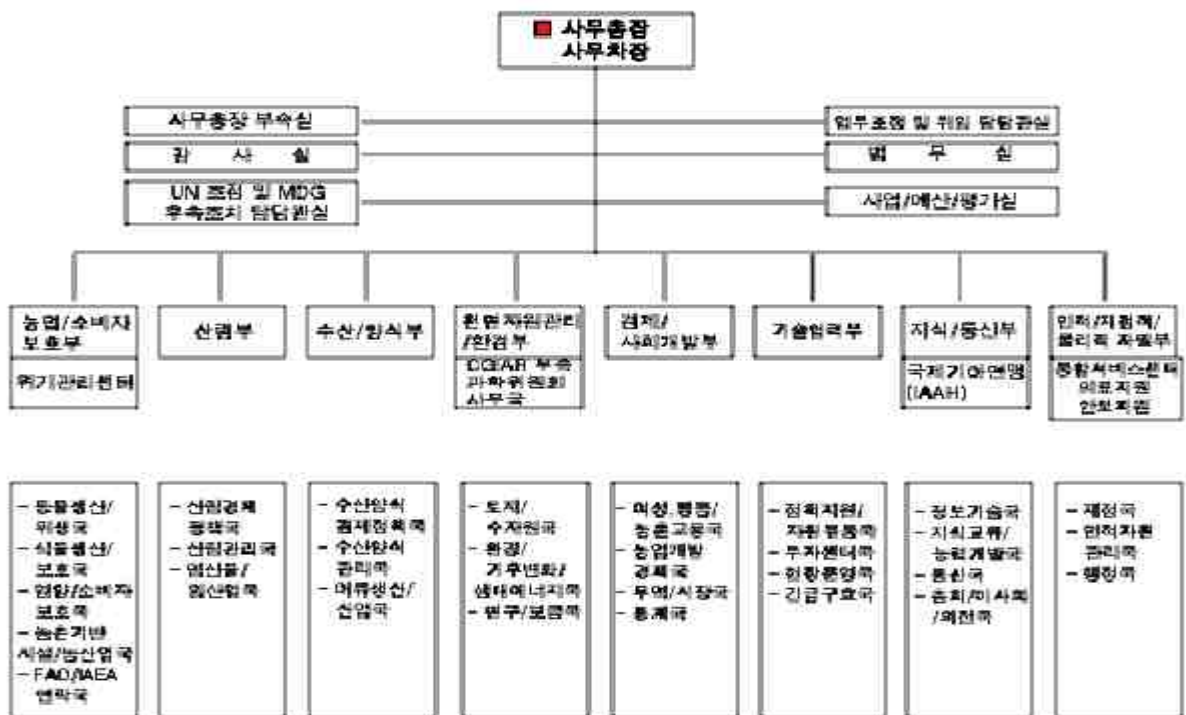 사무총장
사무차장
사무총장 부속실
업무조정 및 위임 담당관실
감 사 실
법 무 실
UN 조정 및 MDG
후속조치 담당관실
사업/예산/평가실
농업/소비자
보호부
위기관리센터
산림부
수산/양식부
천연자원관리
/환경부
CGIAR 부속
과학위원회
사무국
경제/
사회개발부
기술협력부
지식/통신부
국제기아연맹
(IAAH)
인적/재정적/
물리적 자원부
통합서비스센터
의료지원
안보지원
- 동물생산/
위생국
- 식물생산/
보호국
- 영양/소비자
보호국
- 농촌기반
시설/농산업국
- FAO/IAEA
연락국
- 산림경제
정책국
- 산림관리국
- 임산물/
임산업국
- 수산양식
경제정책국
- 수산양식
관리국
- 어류생산/
산업국
- 토지/
수자원국
- 환경/
기후변화/
생태에너지국
- 연구/보급국
- 여성,평등/
농촌고용국
- 농업개발
경제국
- 무역/시장국
- 통계국
- 정책지원/
자원동원국
- 투자센터국
- 현장운영국
- 긴급구호국
- 정보기술국
- 지식교류/
능력개발국
- 통신국
- 총회/이사회
/의전국
- 재정국
- 인적자원
관리국
- 행정국